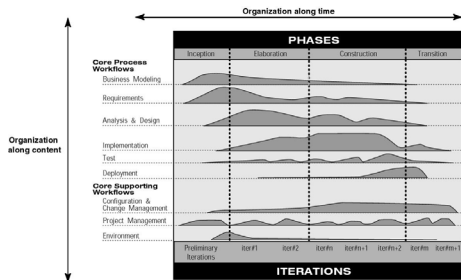 Organization along time
PHASES
Inception Elaboration Construction Transition
Core Process
Workflows
Business Modeling
Requirements
Analysis & Design
Organization
along content
Implementation
Test
Deployment
Core Supporting
Workflows
Configuration &
Change Management
Project Management
Environment
Preliminary
Iterations
iter#1 iter#2 iter#n iter#n+1 iter#n+2 iter#m iter#m+1
ITERATIONS